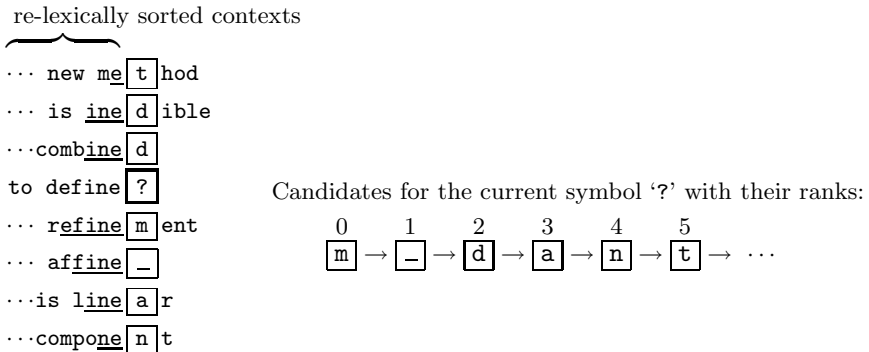 re-lexically sorted contexts
··· new me t hod
··· is ine d ible
···combine d
to define ?
··· refine m ent
··· affine _
···is line a r
···compone n t
Candidates for the current symbol ‘?’ with their ranks:
0 1 2 3 4 5
m → _ → d → a → n → t → ···